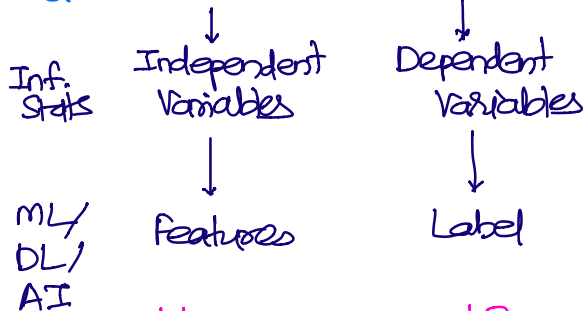 Independent Variables
Dependent Variables
Inf. Stats
Features
Label
ML/
DL/
AI